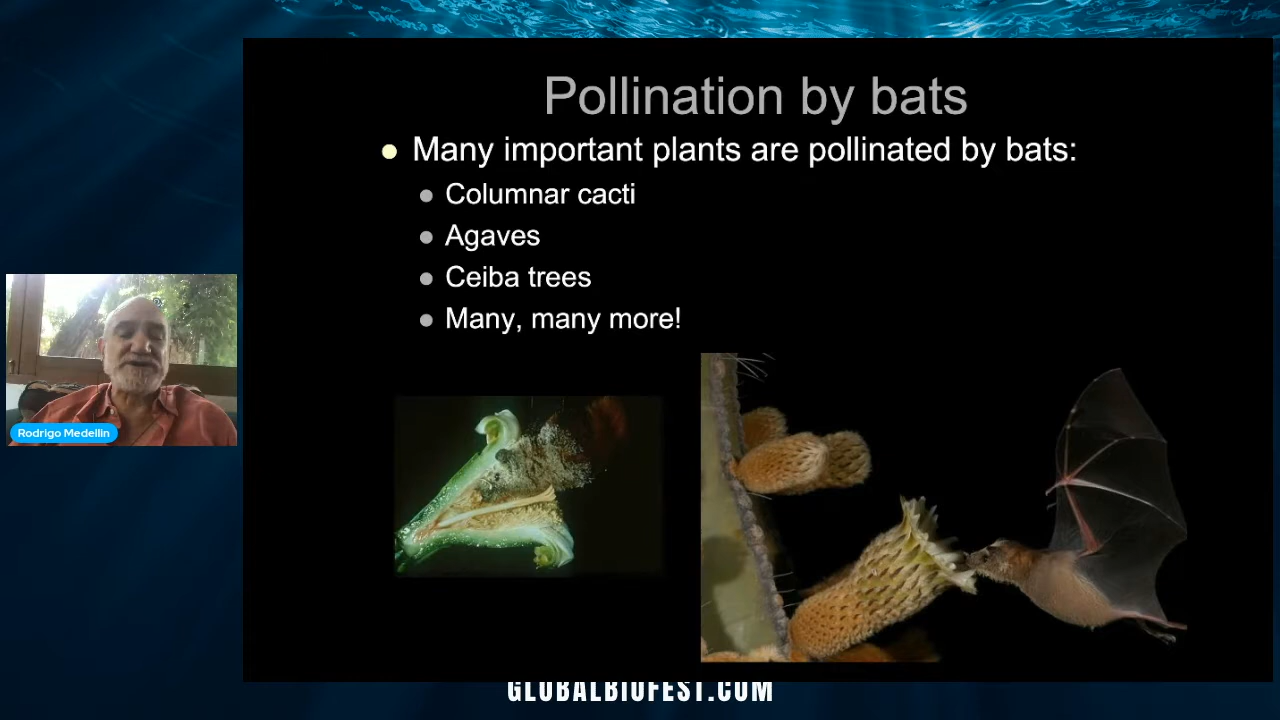 Pollination by bats
Many important plants are pollinated by bats:
Columnar cacti
Agaves
Ceiba trees
Many, many more!
Rodrigo Medellin
GLOBALBIOFEST.COM